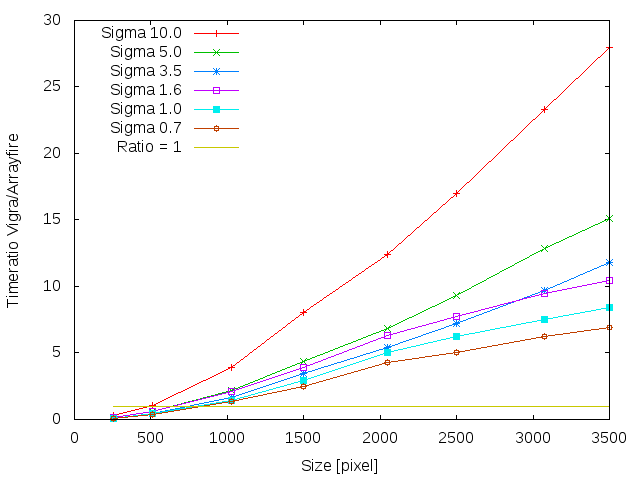 30
25
20
15
10
5
0
Timeratio Vigra/Arrayfire
Sigma 10.0
Sigma 5.0
Sigma 3.5
Sigma 1.6
Sigma 1.0
Sigma 0.7
Ratio = 1
0 500 1000 1500 2000 2500 3000 3500
Size [pixel]